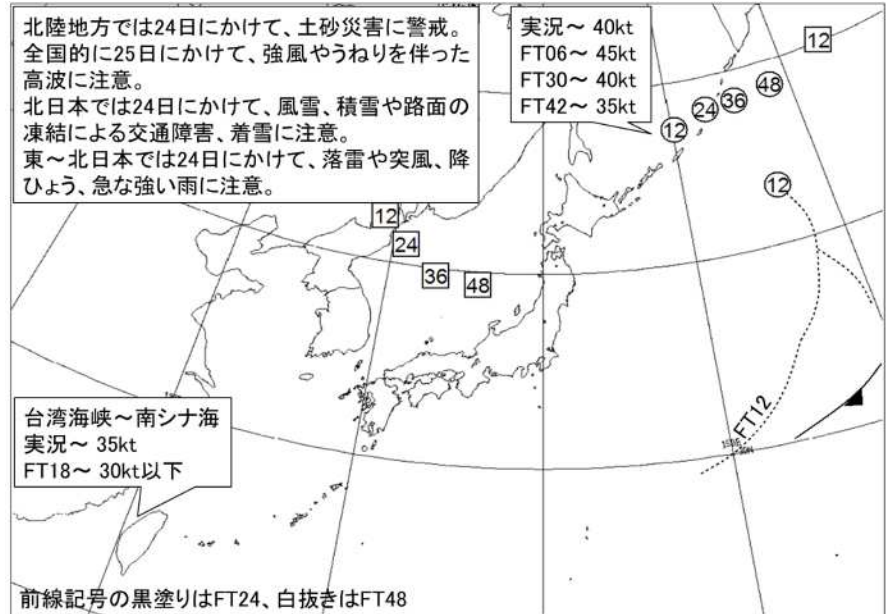 北陸地方では24日にかけて、土砂災害に警戒。
全国的に25日にかけて、強風やうねりを伴った
高波に注意。
北日本では24日にかけて、風雪、積雪や路面の
凍結による交通障害、着雪に注意。
東～北日本では24日にかけて、落雷や突風、降
ひょう、急な強い雨に注意。
実況～ 40kt
FT06～ 45kt
FT30～ 40kt
FT42～ 35kt
12
48
36
24
12
12
12
24
36
48
台湾海峡～南シナ海
実況～ 35kt
FT18～ 30kt以下
FT12
150E
30N
前線記号の黒塗りはFT24、白抜きはFT48